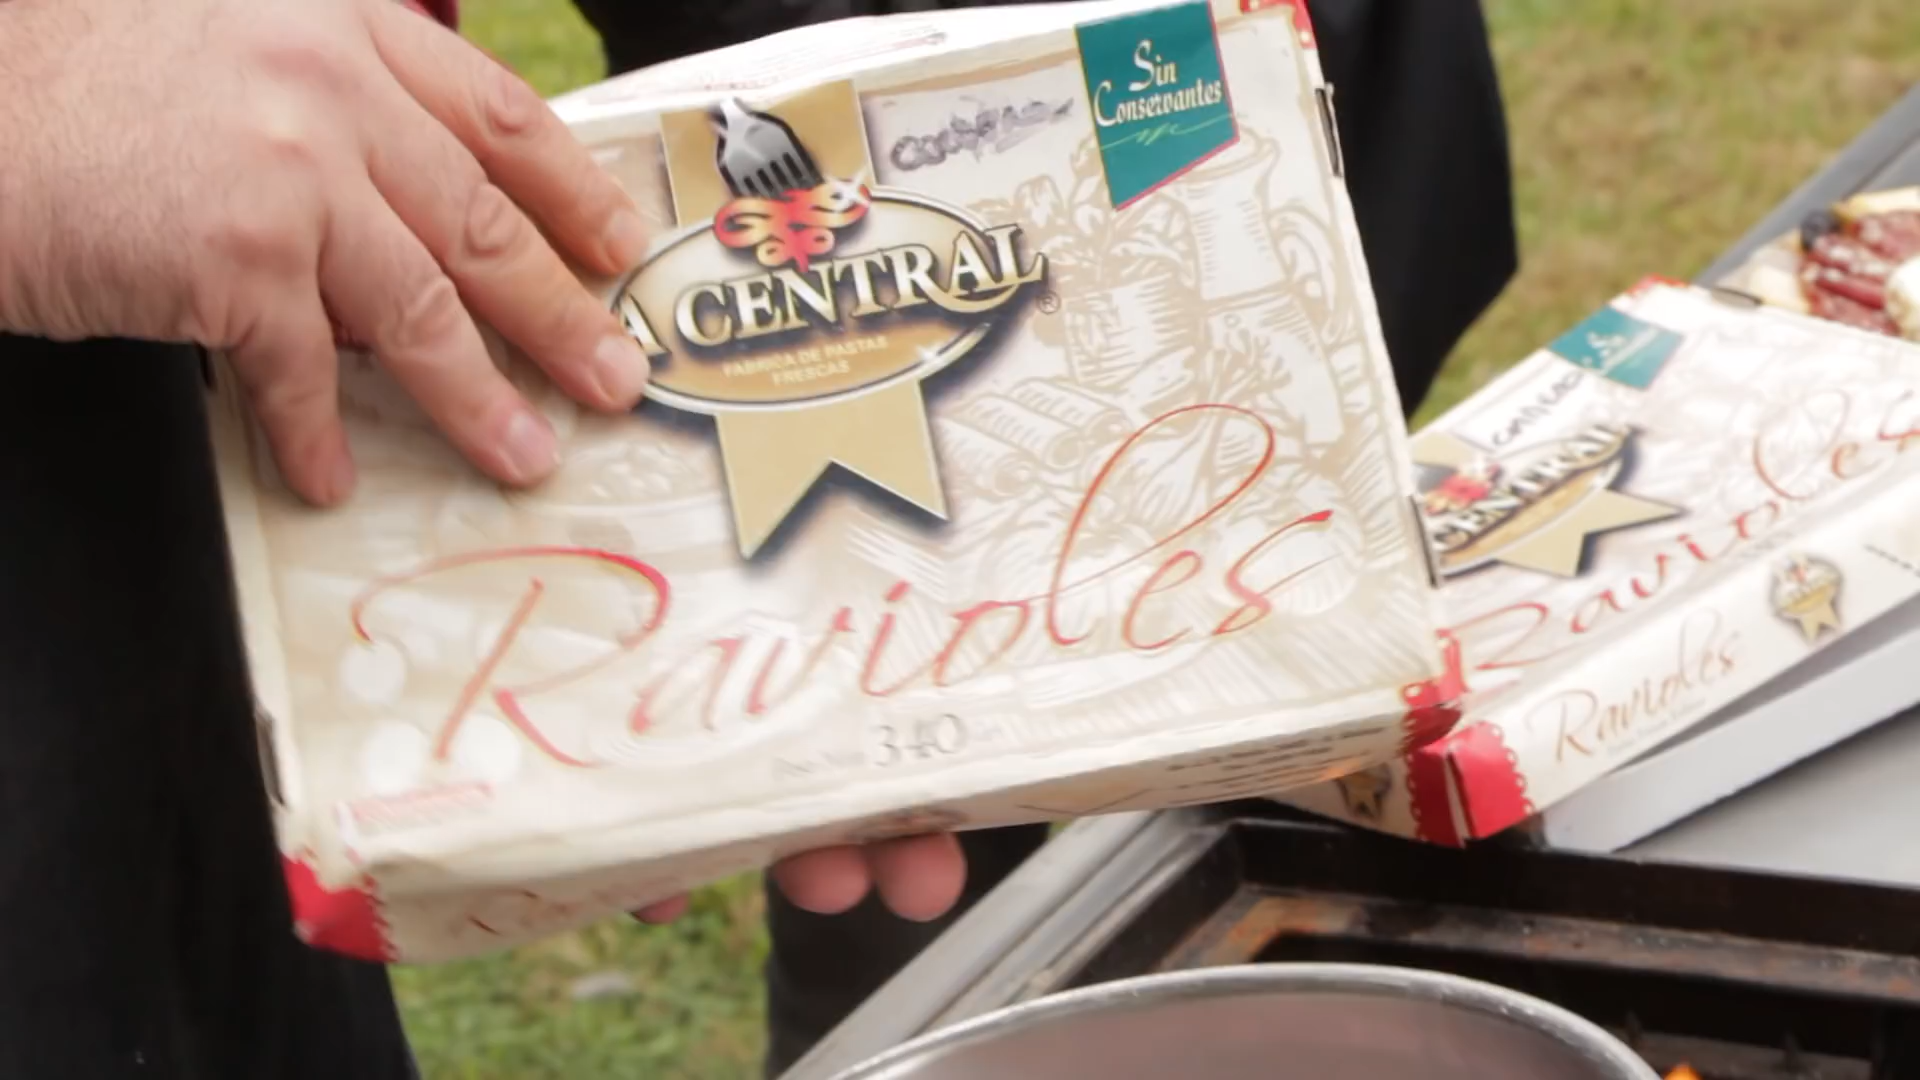 Sin
Conservantes
A CENTRAL
®
FABRICA DE PASTAS
FRESCAS
Ravioles
340
CENTRAL
Ravioles
Ravioles